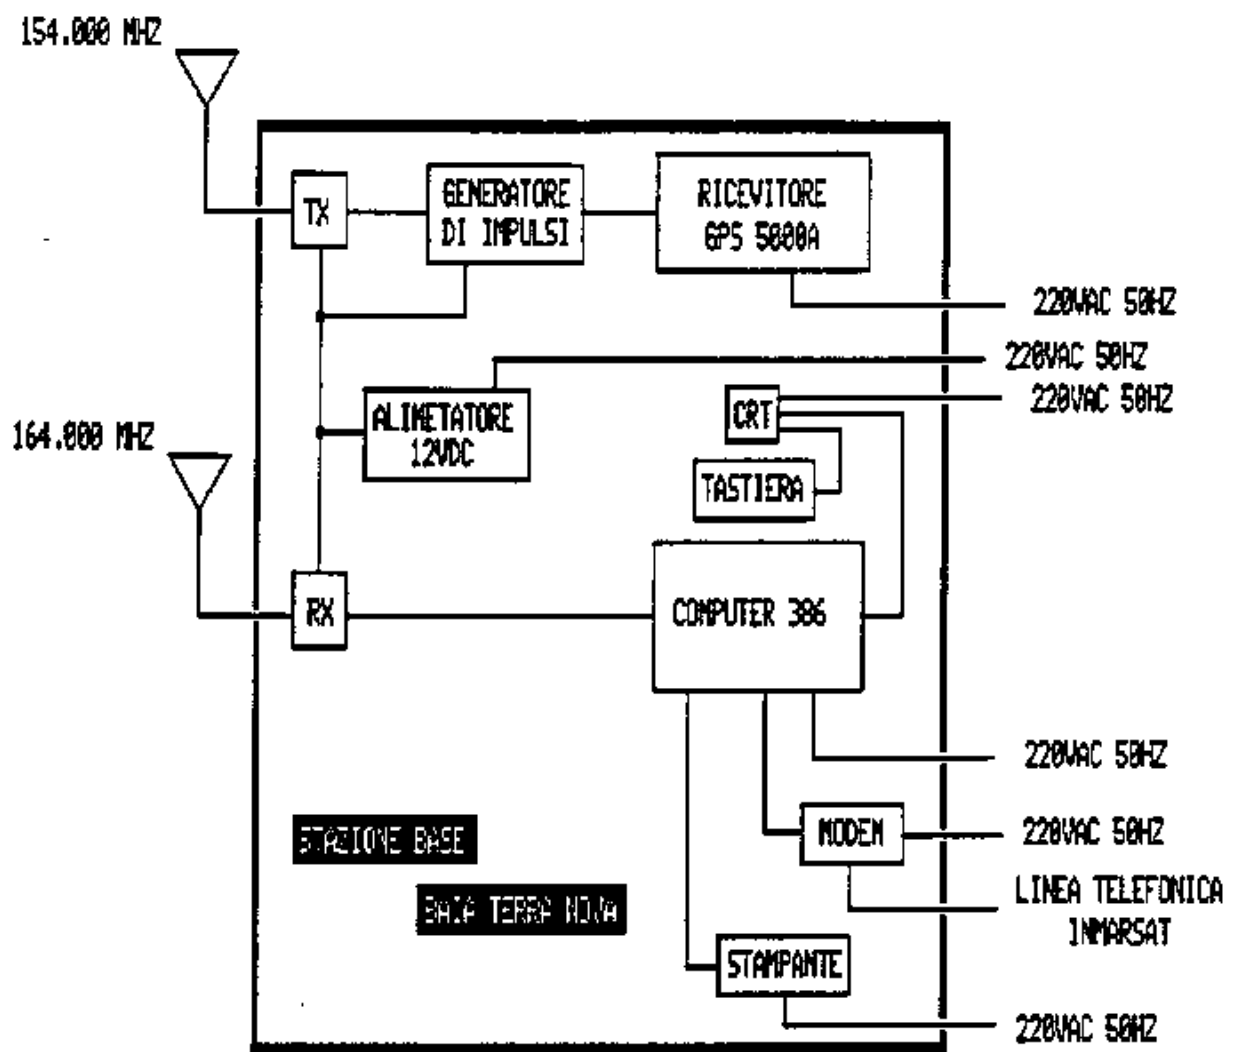 154.000 MHZ
TX
GENERATORE
DI IMPULSI
RICEVITORE
GPS 5000A
220VAC 50HZ
220VAC 50HZ
220VAC 50HZ
164.000 MHZ
ALIMETATORE
12VDC
CRT
TASTIERA
RX
COMPUTER 386
220VAC 50HZ
MODEM
220VAC 50HZ
STAZIONE BASE
BAIA TERRA NOVA
LINEA TELEFONICA
INMARSAT
STAMPANTE
220VAC 50HZ